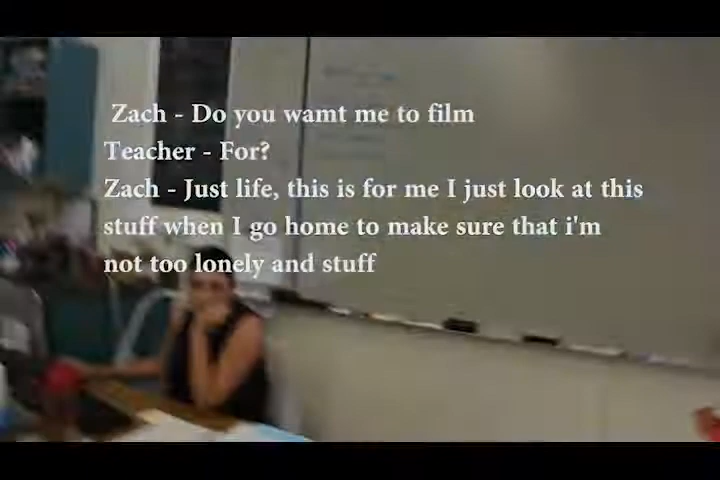 Zach - Do you wamt me to film
Teacher - For?
Zach - Just life, this is for me I just look at this
stuff when I go home to make sure that i'm
not too lonely and stuff